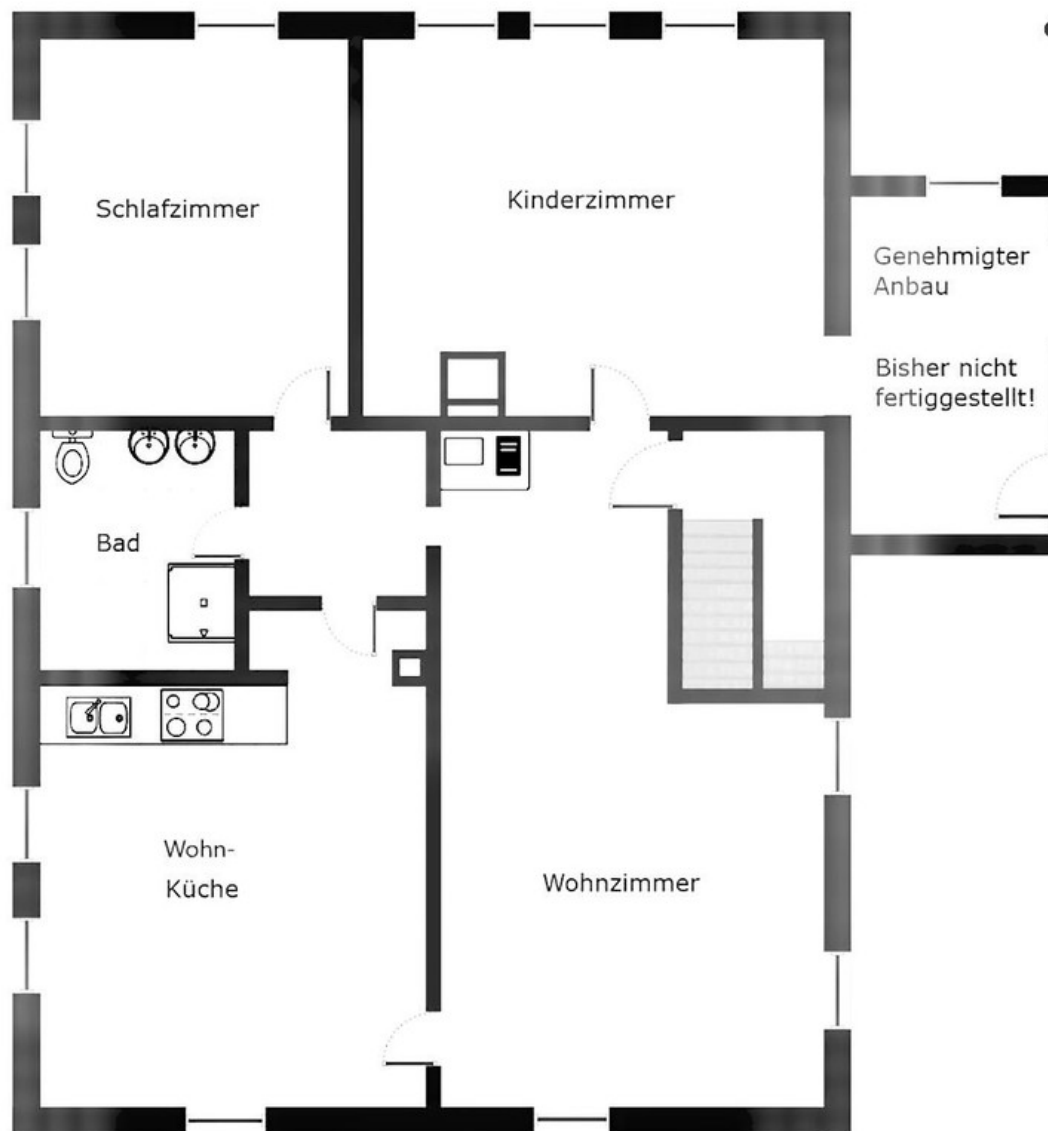 Schlafzimmer
Kinderzimmer
Genehmigter
Anbau
Bisher nicht
fertiggestellt!
Bad
Wohn-
Küche
Wohnzimmer